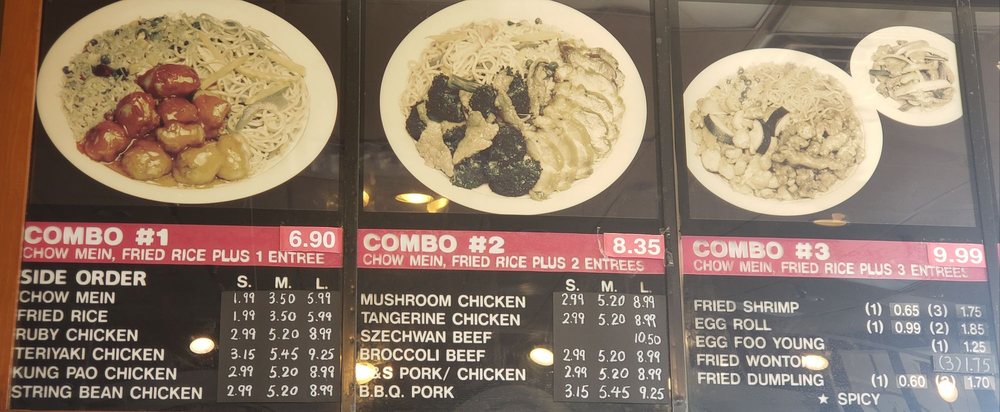 COMBO #1 6.90
CHOW MEIN, FRIED RICE PLUS 1 ENTREE
SIDE ORDER S. M. L.
CHOW MEIN 1.99 3.50 5.99
FRIED RICE 1.99 3.50 5.99
RUBY CHICKEN 2.99 5.20 8.99
TERIYAKI CHICKEN 3.15 5.45 9.25
KUNG PAO CHICKEN 2.99 5.20 8.99
STRING BEAN CHICKEN 2.99 5.20 8.99
COMBO #2 8.35
CHOW MEIN, FRIED RICE PLUS 2 ENTREES
S. M. L.
MUSHROOM CHICKEN 2.99 5.20 8.99
TANGERINE CHICKEN 2.99 5.20 8.99
SZECHWAN BEEF 10.50
BROCCOLI BEEF 2.99 5.20 8.99
&S PORK/ CHICKEN 2.99 5.20 8.99
B.B.Q. PORK 3.15 5.45 9.25
COMBO #3 9.99
CHOW MEIN, FRIED RICE PLUS 3 ENTREES
FRIED SHRIMP (1) 0.65 (3) 1.75
EGG ROLL (1) 0.99 (2) 1.85
EGG FOO YOUNG (1) 1.25
FRIED WONTON (3) 1.75
FRIED DUMPLING (1) 0.60 1.70
★ SPICY